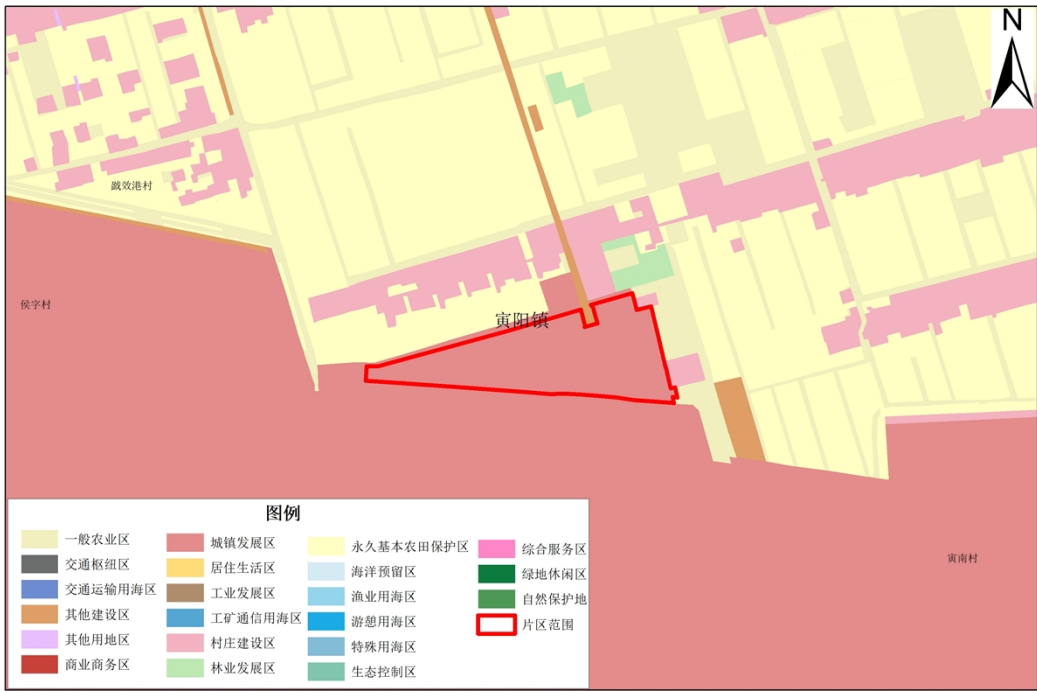 N
戤效港村
侯字村
寅阳镇
寅南村
图例
一般农业区
交通枢纽区
交通运输用海区
其他建设区
其他用地区
商业商务区
城镇发展区
居住生活区
工业发展区
工矿通信用海区
村庄建设区
林业发展区
永久基本农田保护区
海洋预留区
渔业用海区
游憩用海区
特殊用海区
生态控制区
综合服务区
绿地休闲区
自然保护地
片区范围